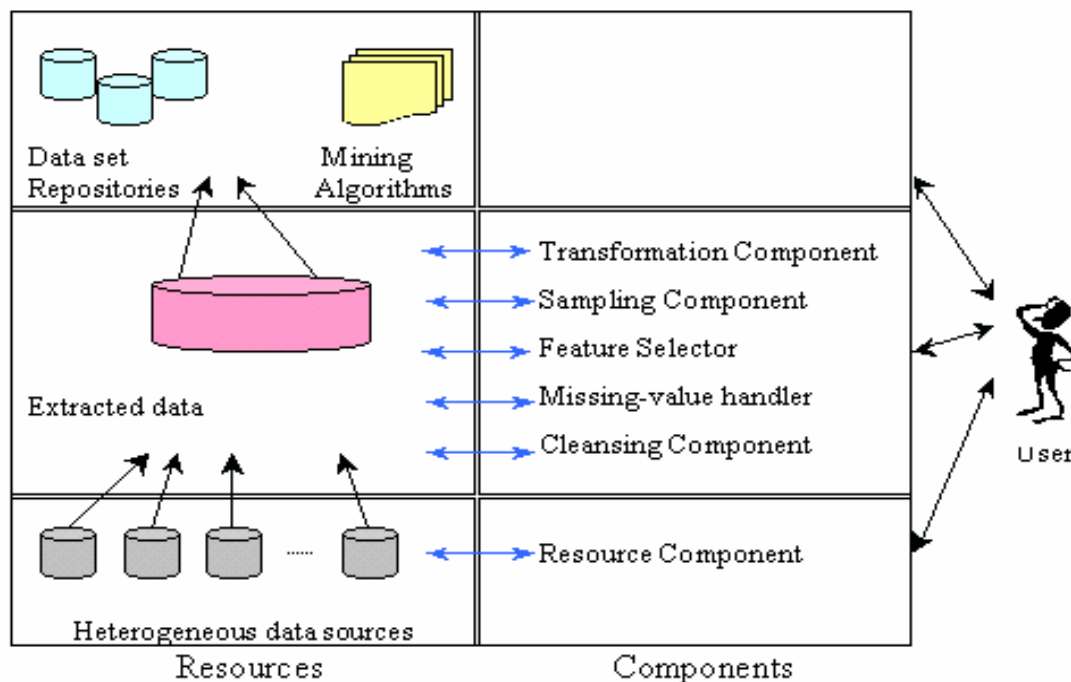 Data set
Repositories
Mining
Algorithms
Transformation Component
Sampling Component
Feature Selector
Missing-value handler
Cleansing Component
Extracted data
User
......
Resource Component
Heterogeneous data sources
Resources
Components